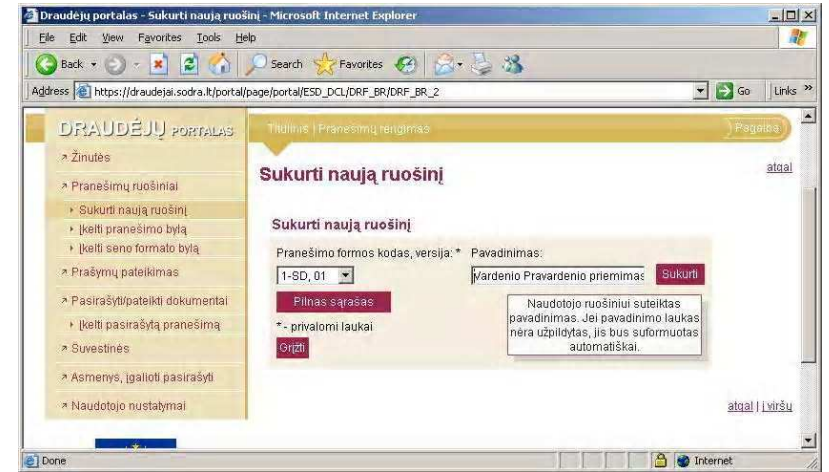 Draudėjų portalas - Sukurti naują ruošinį - Microsoft Internet Explorer
File Edit View Favorites Tools Help
Back Search Favorites
Address https://draudejai.sodra.lt/portal/page/portal/ESD_DCL/DRF_BR/DRF_BR_2 Go Links »
DRAUDĖJŲ PORTALAS
Titulinis | Pranešimų rengimas Pagalba
Žinutės
Pranešimų ruošiniai
Sukurti naują ruošinį
Įkelti pranešimo bylą
Įkelti seno formato bylą
Prašymų pateikimas
Pasirašyti/pateikti dokumentai
Įkelti pasirašytą pranešimą
Suvestinės
Asmenys, įgalioti pasirašyti
Naudotojo nustatymai
atgal
Sukurti naują ruošinį
Sukurti naują ruošinį
Pranešimo formos kodas, versija: * Pavadinimas:
1-SD, 01 Vardenio Pravardenio priemimas Sukurti
Pilnas sąrašas
* - privalomi laukai
Grįžti
Naudotojo ruošiniui suteiktas
pavadinimas. Jei pavadinimo laukas
nėra užpildytas, jis bus suformuotas
automatiškai.
atgal | į viršų
Done Internet